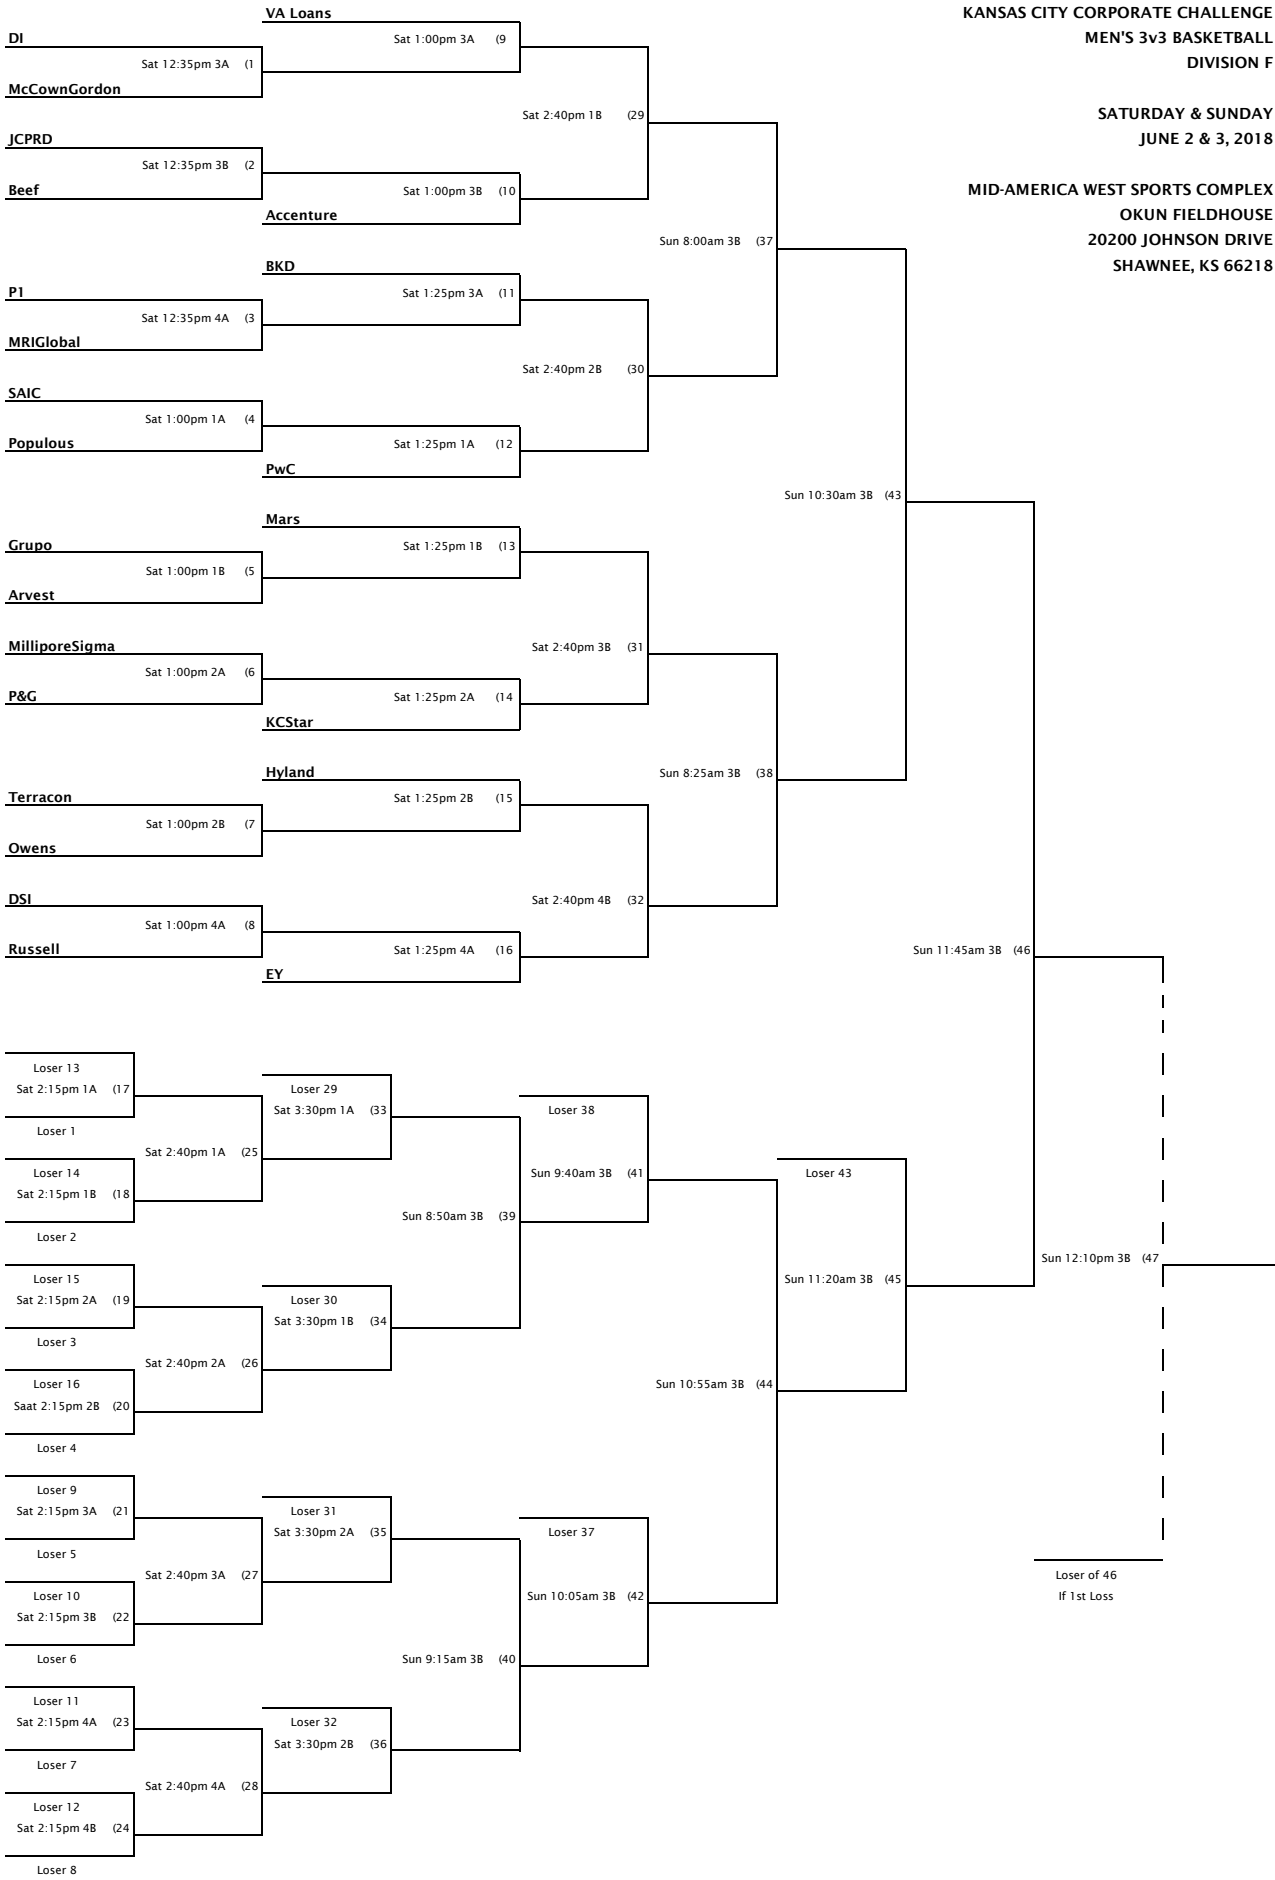 VA Loans
KANSAS CITY CORPORATE CHALLENGE
MEN'S 3v3 BASKETBALL
DIVISION F
SATURDAY & SUNDAY
JUNE 2 & 3, 2018
MID-AMERICA WEST SPORTS COMPLEX
OKUN FIELDHOUSE
20200 JOHNSON DRIVE
SHAWNEE, KS 66218
DI
Sat 1:00pm 3A (9
Sat 12:35pm 3A (1
McCownGordon
Sat 2:40pm 1B (29
JCPRD
Sat 12:35pm 3B (2
Beef
Sat 1:00pm 3B (10
Accenture
Sun 8:00am 3B (37
BKD
P1
Sat 1:25pm 3A (11
Sat 12:35pm 4A (3
MRIGlobal
Sat 2:40pm 2B (30
SAIC
Sat 1:00pm 1A (4
Populous
Sat 1:25pm 1A (12
PwC
Sun 10:30am 3B (43
Mars
Grupo
Sat 1:25pm 1B (13
Sat 1:00pm 1B (5
Arvest
MilliporeSigma
Sat 2:40pm 3B (31
Sat 1:00pm 2A (6
P&G
Sat 1:25pm 2A (14
KCStar
Hyland
Sun 8:25am 3B (38
Terracon
Sat 1:25pm 2B (15
Sat 1:00pm 2B (7
Owens
DSI
Sat 2:40pm 4B (32
Sat 1:00pm 4A (8
Russell
Sat 1:25pm 4A (16
Sun 11:45am 3B (46
EY
Loser 13
Sat 2:15pm 1A (17
Loser 29
Sat 3:30pm 1A (33
Loser 38
Loser 1
Sat 2:40pm 1A (25
Loser 14
Sun 9:40am 3B (41
Loser 43
Sat 2:15pm 1B (18
Sun 8:50am 3B (39
Loser 2
Sun 12:10pm 3B (47
Loser 15
Sun 11:20am 3B (45
Sat 2:15pm 2A (19
Loser 30
Sat 3:30pm 1B (34
Loser 3
Sat 2:40pm 2A (26
Loser 16
Sun 10:55am 3B (44
Saat 2:15pm 2B (20
Loser 4
Loser 9
Sat 2:15pm 3A (21
Loser 31
Sat 3:30pm 2A (35
Loser 37
Loser 5
Sat 2:40pm 3A (27
Loser of 46
Loser 10
Sun 10:05am 3B (42
If 1st Loss
Sat 2:15pm 3B (22
Loser 6
Sun 9:15am 3B (40
Loser 11
Sat 2:15pm 4A (23
Loser 32
Sat 3:30pm 2B (36
Loser 7
Sat 2:40pm 4A (28
Loser 12
Sat 2:15pm 4B (24
Loser 8